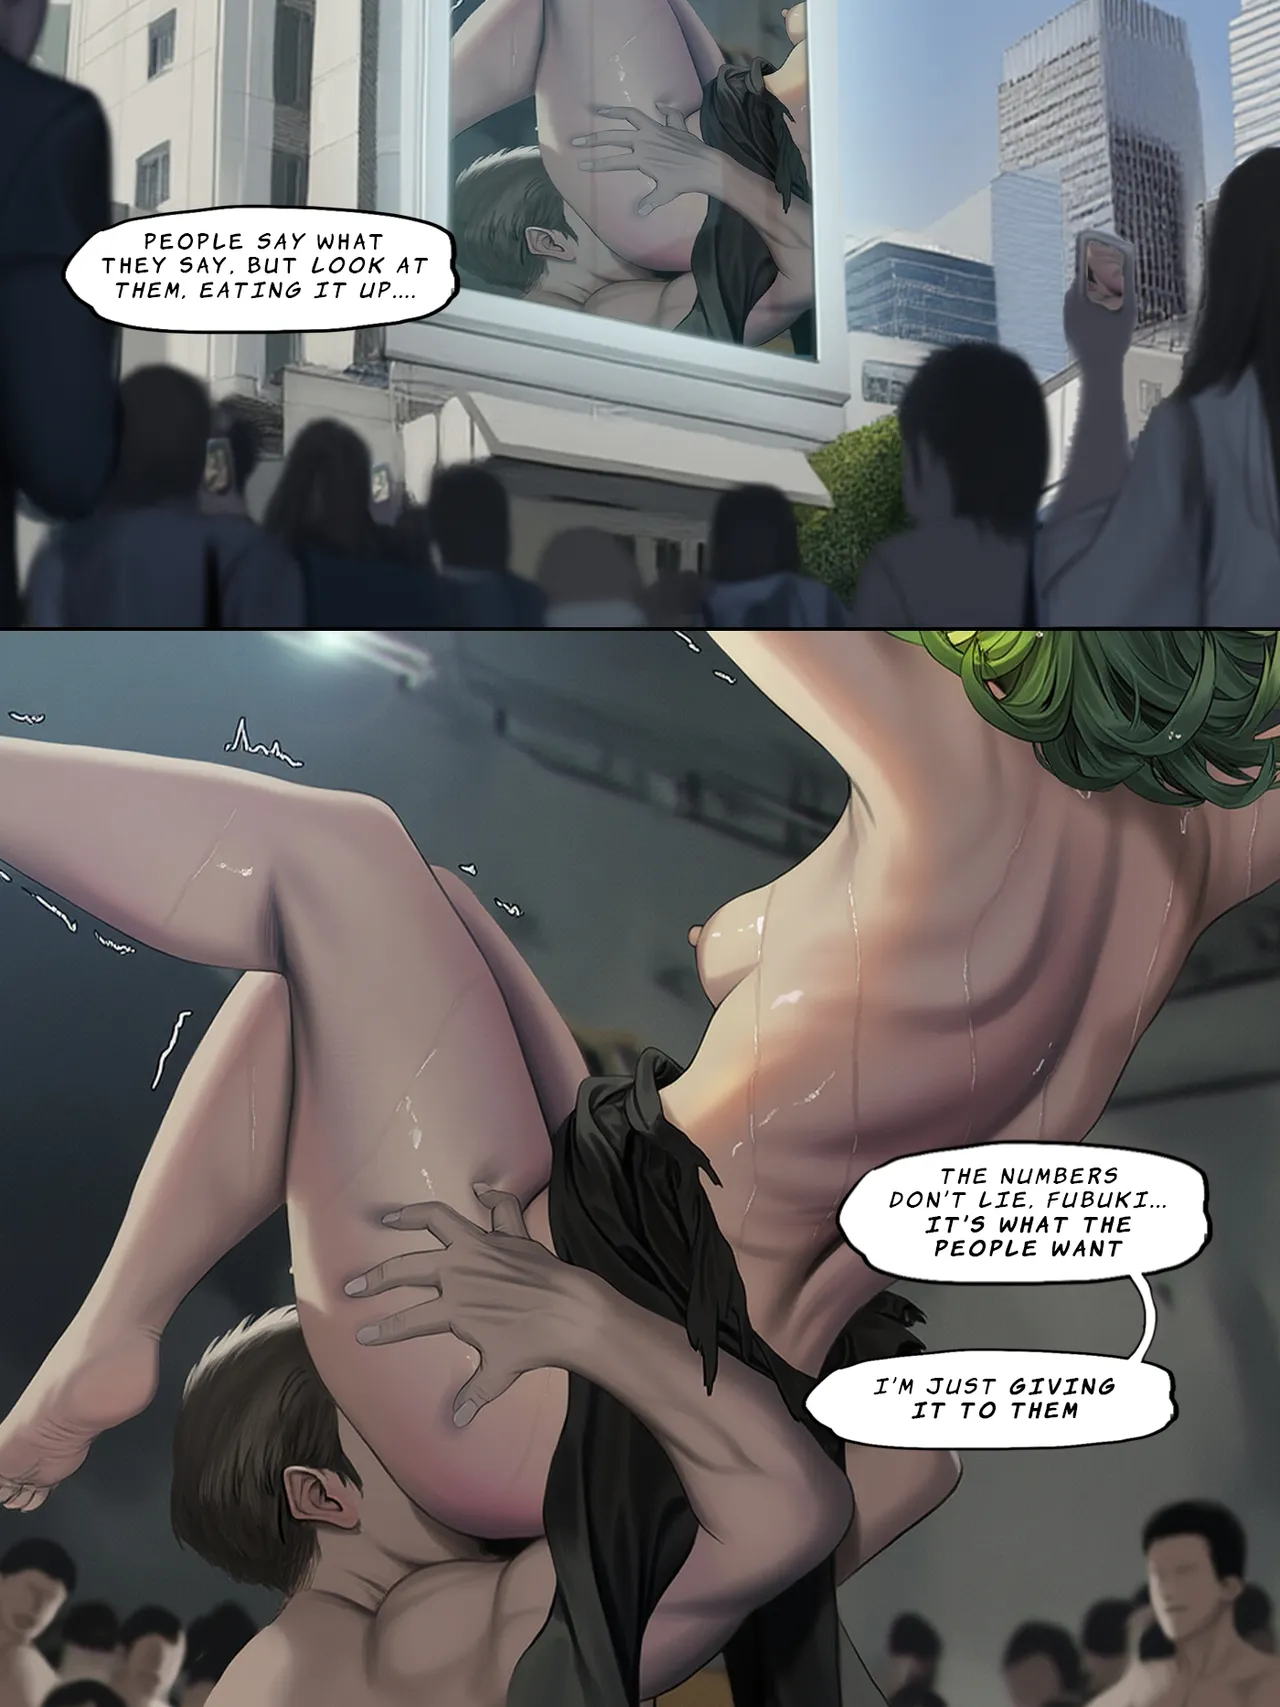 PEOPLE SAY WHAT
THEY SAY, BUT LOOK AT
THEM, EATING IT UP....
THE NUMBERS
DON'T LIE, FUBUKI...
IT'S WHAT THE
PEOPLE WANT
I'M JUST GIVING
IT TO THEM